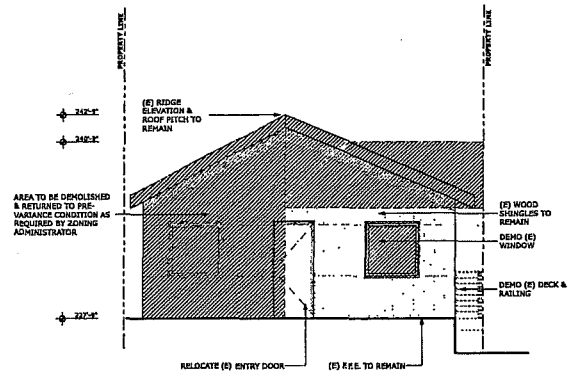 PROPERTY LINE
PROPERTY LINE
(E) RIDGE
ELEVATION &
ROOF PITCH TO
REMAIN
242'-9"
240'-3"
AREA TO BE DEMOLISHED
& RETURNED TO PRE-
VARIANCE CONDITION AS
REQUIRED BY ZONING
ADMINISTRATOR
(E) WOOD
SHINGLES TO
REMAIN
DEMO (E)
WINDOW
DEMO (E) DECK &
RAILING
227'-9"
RELOCATE (E) ENTRY DOOR
(E) F.F.E. TO REMAIN